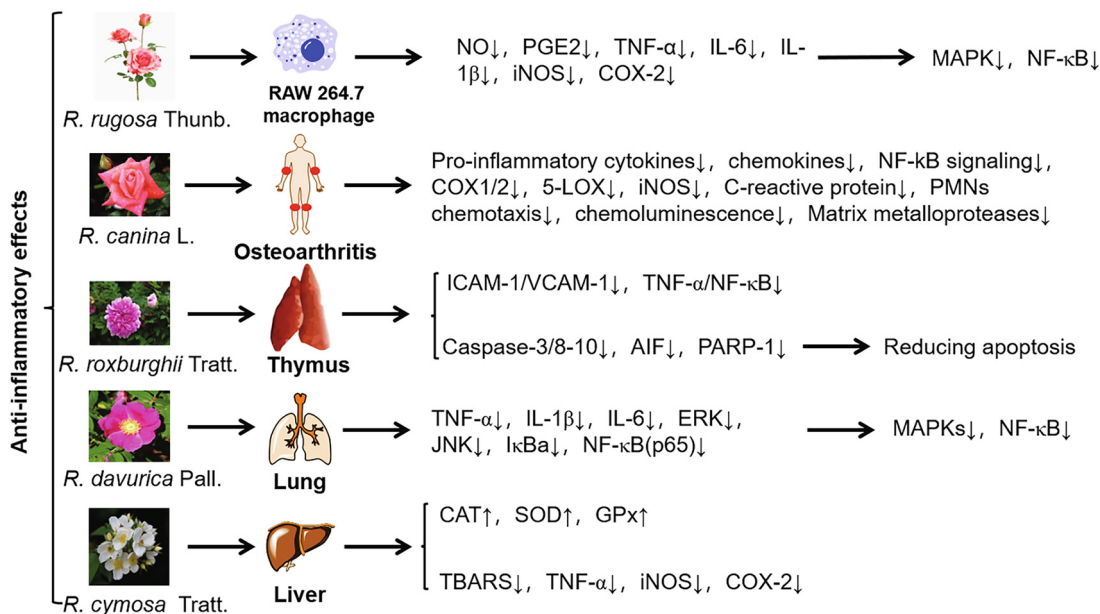 Anti-inflammatory effects
R. rugosa Thunb.
RAW 264.7
macrophage
NO↓, PGE2↓, TNF-α↓, IL-6↓, IL-
1β↓, iNOS↓, COX-2↓
MAPK↓, NF-κB↓
R. canina L.
Osteoarthritis
Pro-inflammatory cytokines↓, chemokines↓, NF-kB signaling↓,
COX1/2↓, 5-LOX↓, iNOS↓, C-reactive protein↓, PMNs
chemotaxis↓, chemoluminescence↓, Matrix metalloproteases↓
R. roxburghii Tratt.
Thymus
ICAM-1/VCAM-1↓, TNF-α/NF-κB↓
Caspase-3/8-10↓, AIF↓, PARP-1↓
Reducing apoptosis
R. davurica Pall.
Lung
TNF-α↓, IL-1β↓, IL-6↓, ERK↓,
JNK↓, IκBa↓, NF-κB(p65)↓
MAPKs↓, NF-κB↓
R. cymosa Tratt.
Liver
CAT↑, SOD↑, GPx↑
TBARS↓, TNF-α↓, iNOS↓, COX-2↓